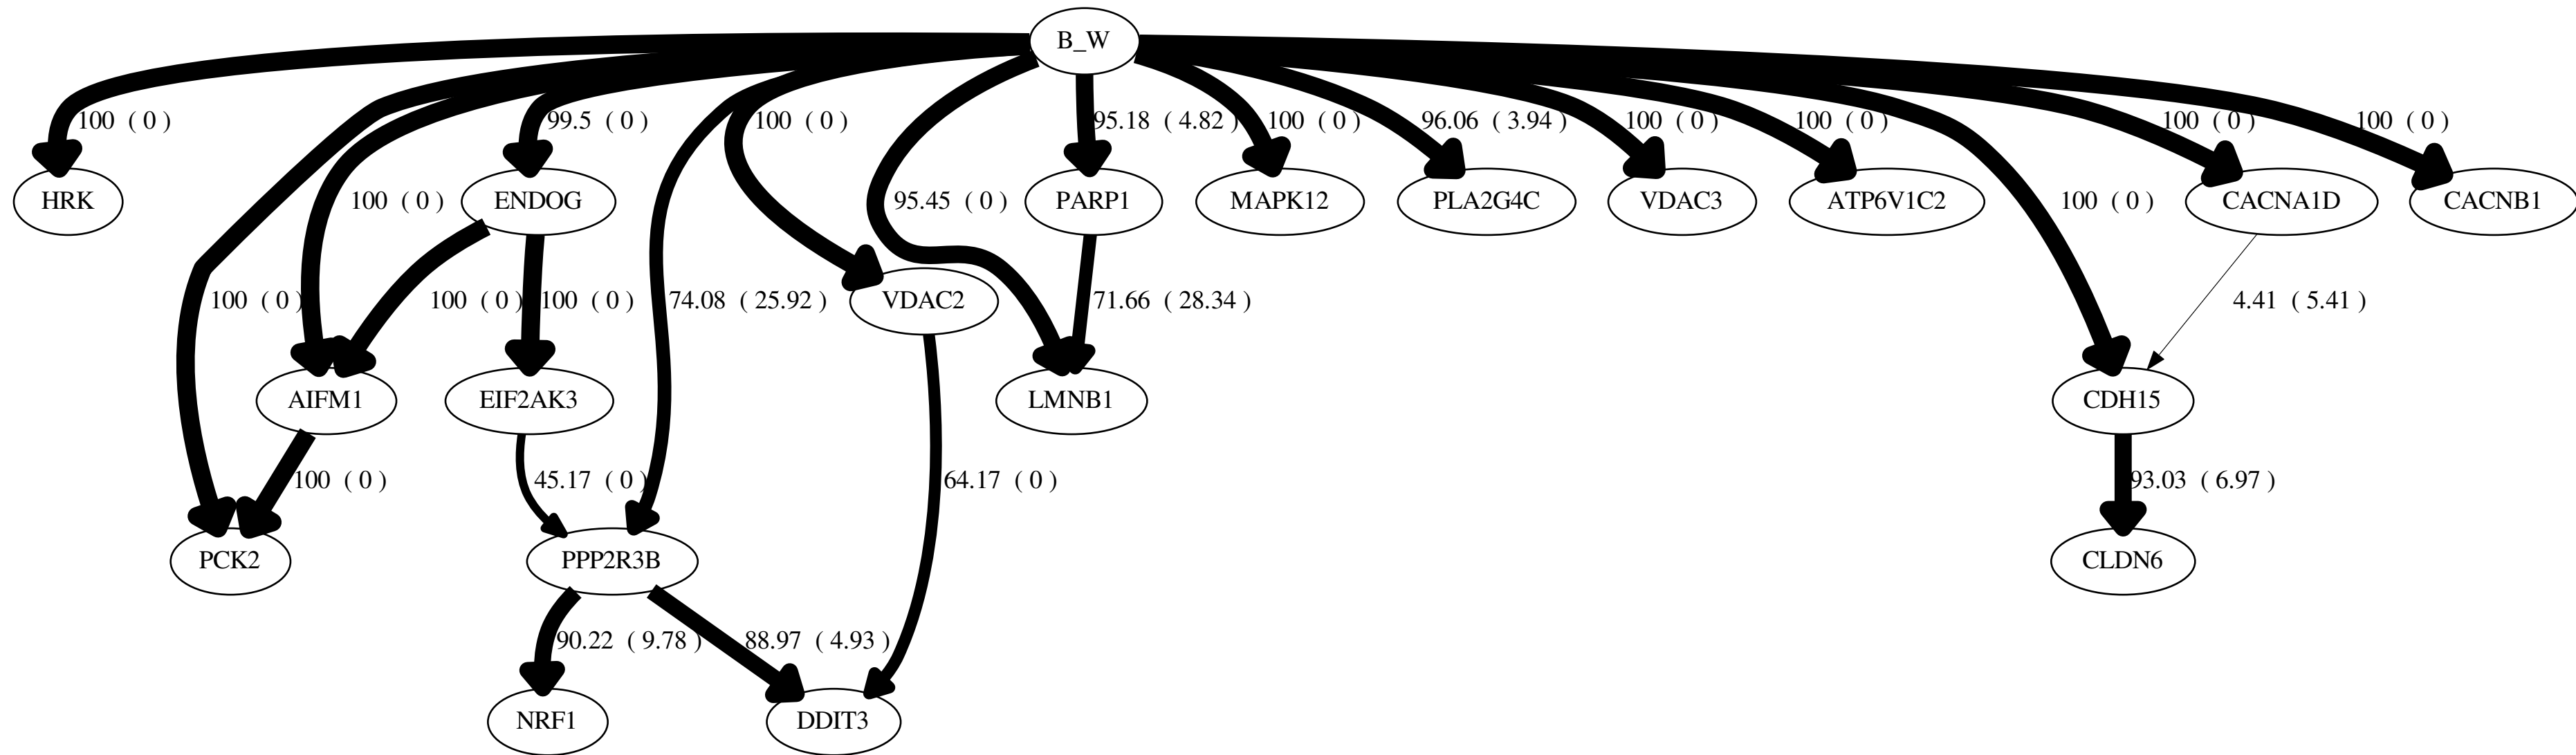 B_W
100 ( 0 )
99.5 ( 0 )
100 ( 0 )
95.18 ( 4.82 )
100 ( 0 )
96.06 ( 3.94 )
100 ( 0 )
100 ( 0 )
100 ( 0 )
100 ( 0 )
HRK
100 ( 0 )
ENDOG
95.45 ( 0 )
PARP1
MAPK12
PLA2G4C
VDAC3
ATP6V1C2
100 ( 0 )
CACNA1D
CACNB1
100 ( 0 )
100 ( 0 )
100 ( 0 )
74.08 ( 25.92 )
VDAC2
71.66 ( 28.34 )
4.41 ( 5.41 )
AIFM1
EIF2AK3
LMNB1
CDH15
100 ( 0 )
45.17 ( 0 )
64.17 ( 0 )
93.03 ( 6.97 )
PCK2
PPP2R3B
CLDN6
90.22 ( 9.78 )
88.97 ( 4.93 )
NRF1
DDIT3